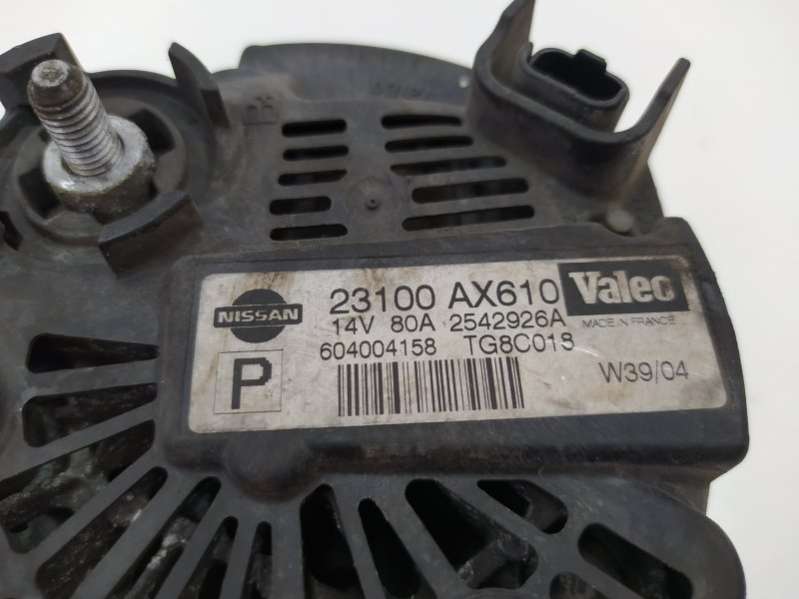 NISSAN
23100 AX610
Valeo
14V 80A 2542926A
MADE IN FRANCE
604004158 TG8C018
P
W39/04